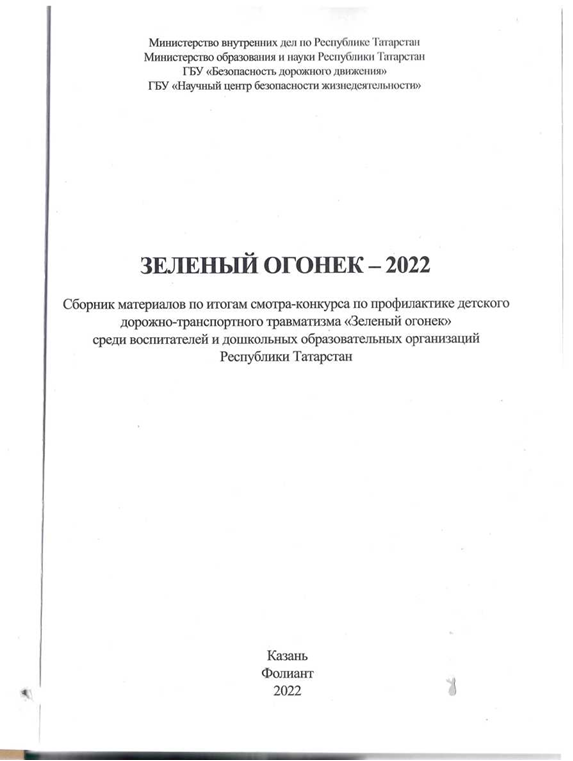 Министерство внутренних дел по Республике Татарстан
Министерство образования и науки Республики Татарстан
ГБУ «Безопасность дорожного движения»
ГБУ «Научный центр безопасности жизнедеятельности»
ЗЕЛЕНЫЙ ОГОНЕК – 2022
Сборник материалов по итогам смотра-конкурса по профилактике детского
дорожно-транспортного травматизма «Зеленый огонек»
среди воспитателей и дошкольных образовательных организаций
Республики Татарстан
Казань
Фолиант
2022